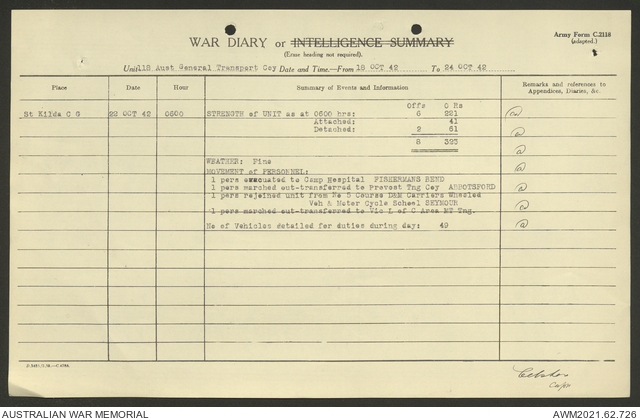 WAR DIARY or INTELLIGENCE SUMMARY
(Erase heading not required).
Army Form C.2118
(adapted.)
Unit 112 Aust General Transport Coy Date and Time.—From 18 OCT 42 To 24 OCT 42
Place Date Hour Summary of Events and Information Remarks and references to Appendices, Diaries, &c.
Offs O Rs
St Kilda C G 22 OCT 42 0600 STRENGTH of UNIT as at 0600 hrs: 6 221
Attached: 41
Detached: 2 61
8 323
WEATHER: Fine
MOVEMENT of PERSONNEL:
1 pers evacuated to Camp Hospital FISHERMANS BEND
1 pers marched out-transferred to Provost Tng Coy ABBOTSFORD
1 pers rejoined unit from No 8 Course D&M Carriers Wheeled
Veh & Motor Cycle School SEYMOUR
1 pers marched out-transferred to Vic L of C Area MT Tng.
No of Vehicles detailed for duties during day: 49
AUSTRALIAN WAR MEMORIAL
AWM2021.62.726